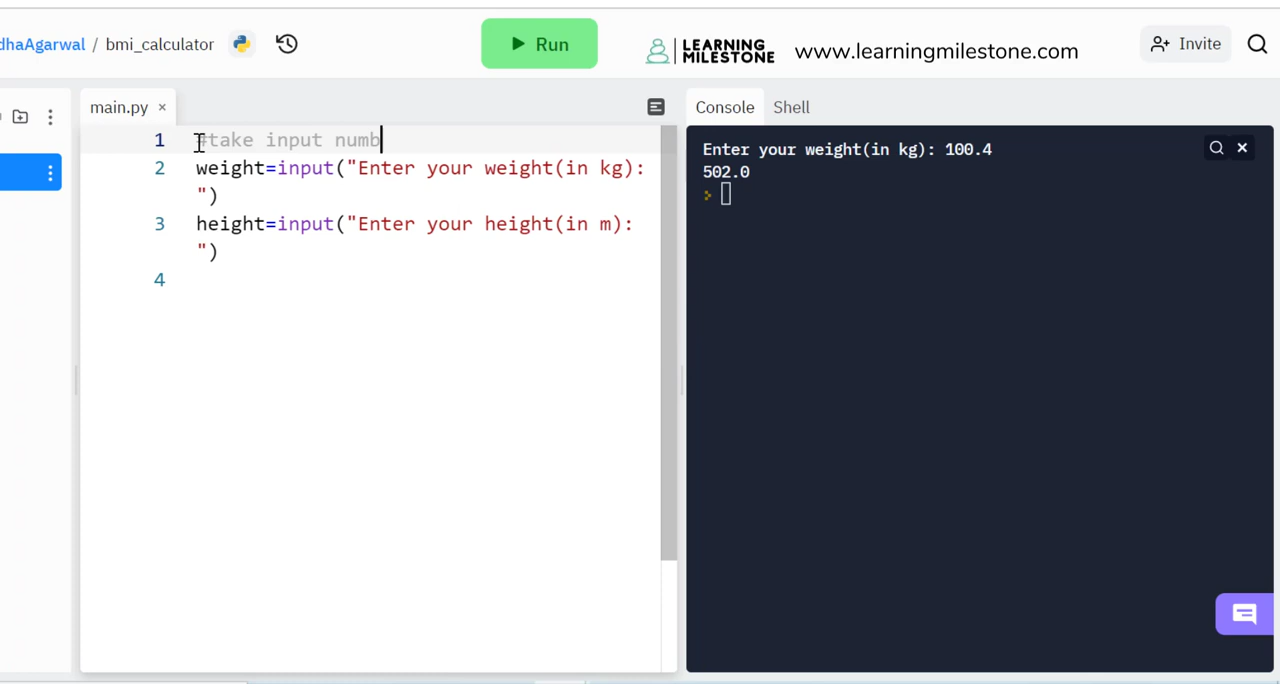 dhaAgarwal / bmi_calculator
Run
LEARNING
MILESTONE
www.learningmilestone.com
Invite
main.py ×
Console
Shell
1 #take input numb
2 weight=input("Enter your weight(in kg):
")
3 height=input("Enter your height(in m):
")
4
Enter your weight(in kg): 100.4
502.0